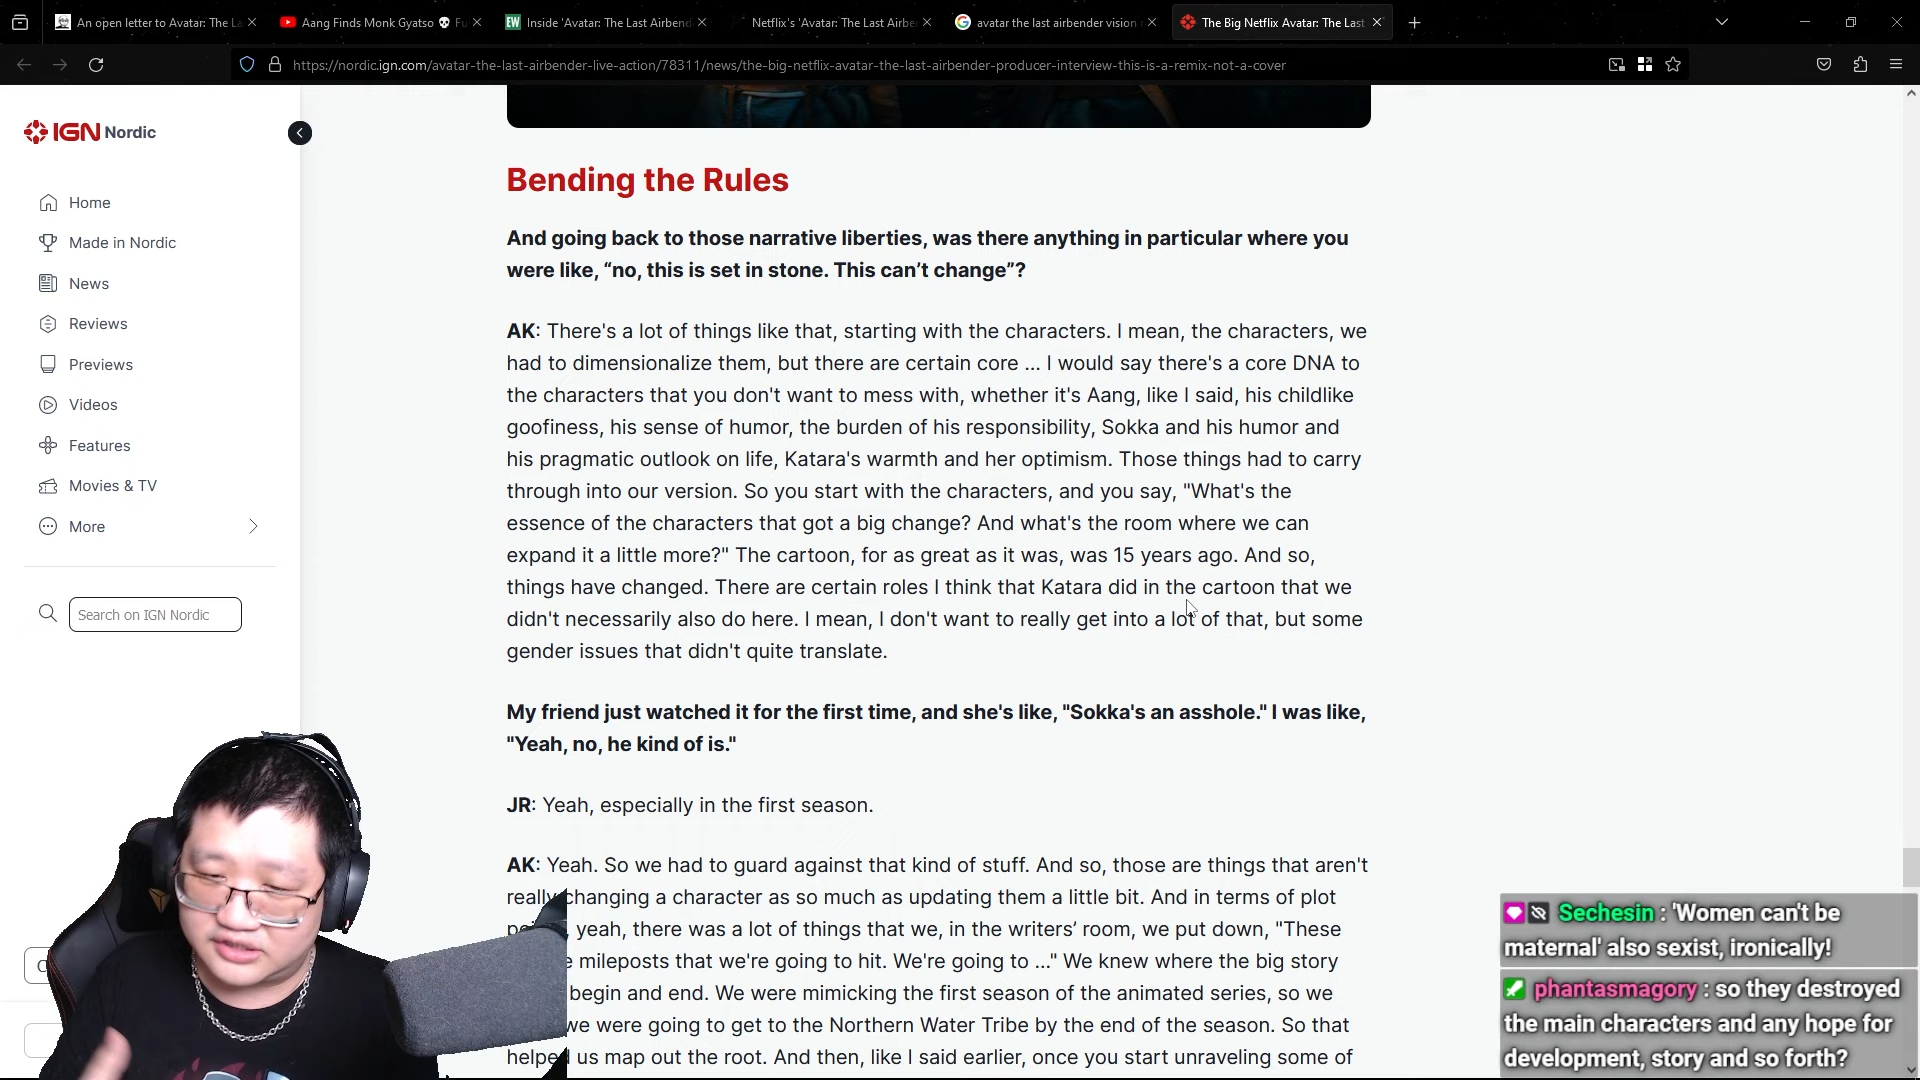 An open letter to Avatar: The La
Aang Finds Monk Gyatso 💀 Fu
Inside 'Avatar: The Last Airbend
Netflix's 'Avatar: The Last Airbe
avatar the last airbender vision
The Big Netflix Avatar: The Last
https://nordic.ign.com/avatar-the-last-airbender-live-action/78311/news/the-big-netflix-avatar-the-last-airbender-producer-interview-this-is-a-remix-not-a-cover
IGN Nordic
Home
Made in Nordic
News
Reviews
Previews
Videos
Features
Movies & TV
More
Search on IGN Nordic
Bending the Rules
And going back to those narrative liberties, was there anything in particular where you
were like, “no, this is set in stone. This can’t change”?
AK: There's a lot of things like that, starting with the characters. I mean, the characters, we
had to dimensionalize them, but there are certain core ... I would say there's a core DNA to
the characters that you don't want to mess with, whether it's Aang, like I said, his childlike
goofiness, his sense of humor, the burden of his responsibility, Sokka and his humor and
his pragmatic outlook on life, Katara's warmth and her optimism. Those things had to carry
through into our version. So you start with the characters, and you say, "What's the
essence of the characters that got a big change? And what's the room where we can
expand it a little more?" The cartoon, for as great as it was, was 15 years ago. And so,
things have changed. There are certain roles I think that Katara did in the cartoon that we
didn't necessarily also do here. I mean, I don't want to really get into a lot of that, but some
gender issues that didn't quite translate.
My friend just watched it for the first time, and she's like, "Sokka's an asshole." I was like,
"Yeah, no, he kind of is."
JR: Yeah, especially in the first season.
AK: Yeah. So we had to guard against that kind of stuff. And so, those are things that aren't
really changing a character as so much as updating them a little bit. And in terms of plot
yeah, there was a lot of things that we, in the writers’ room, we put down, "These
mileposts that we're going to hit. We're going to ..." We knew where the big story
begin and end. We were mimicking the first season of the animated series, so we
we were going to get to the Northern Water Tribe by the end of the season. So that
helped us map out the root. And then, like I said earlier, once you start unraveling some of
Sechesin : 'Women can't be
maternal' also sexist, ironically!
phantasmagory : so they destroyed
the main characters and any hope for
development, story and so forth?